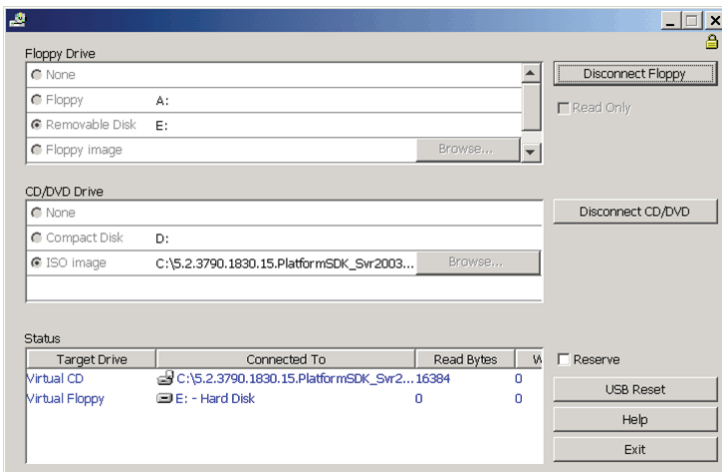 Floppy Drive
None
Floppy A:
Removable Disk E:
Floppy image Browse...
Disconnect Floppy
Read Only
CD/DVD Drive
None
Compact Disk D:
ISO image C:\5.2.3790.1830.15.PlatformSDK_Svr2003... Browse...
Disconnect CD/DVD
Status
Target Drive Connected To Read Bytes W
Virtual CD C:\5.2.3790.1830.15.PlatformSDK_Svr2... 16384 0
Virtual Floppy E: - Hard Disk 0 0
Reserve
USB Reset
Help
Exit